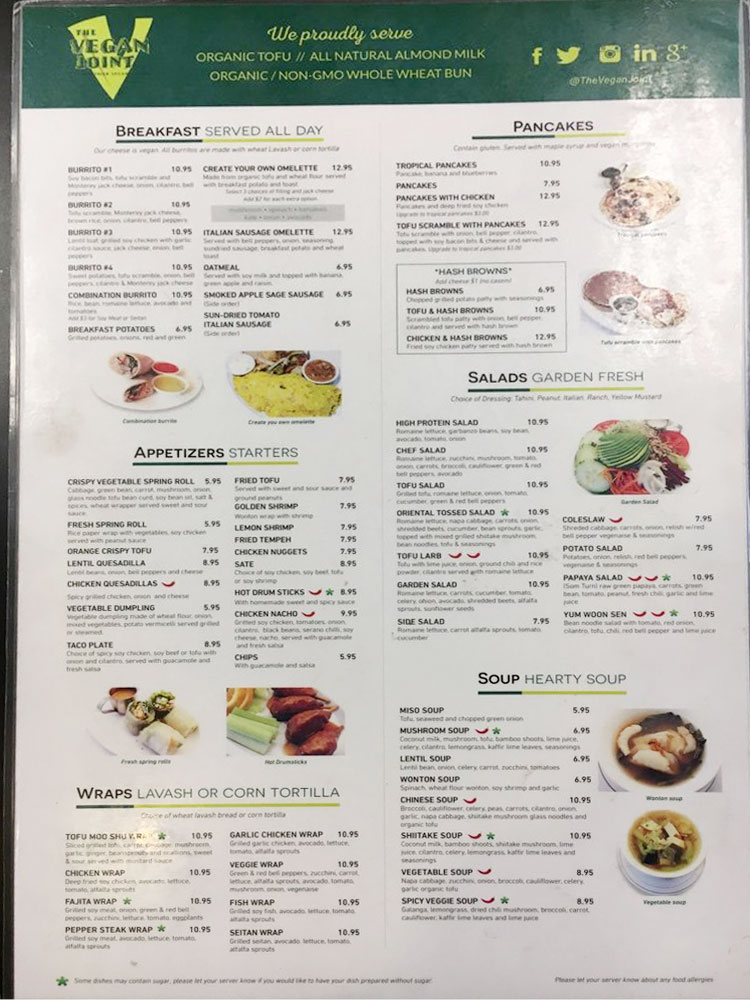 THE
VEGAN
JOINT
We proudly serve
ORGANIC TOFU // ALL NATURAL ALMOND MILK
ORGANIC / NON-GMO WHOLE WHEAT BUN
@TheVeganJoint
BREAKFAST SERVED ALL DAY
Our cheese is vegan. All burritos are made with wheat Lavash or corn tortilla
BURRITO #1 10.95
Soy bacon bits, tofu scramble and
Monterey jack cheese, onion, cilantro, bell
peppers
BURRITO #2 10.95
Tofu scramble, Monterey jack cheese,
brown rice, onion, cilantro, bell peppers
BURRITO #3 10.95
Lentil loaf, grilled soy chicken with garlic
cilantro sauce, jack cheese, onion, bell
peppers
BURRITO #4 10.95
Sweet potatoes, tofu scramble, onion, bell
peppers, cilantro & Monterey jack cheese
COMBINATION BURRITO 10.95
Rice, bean, romaine lettuce, avocado and
tomatoes
Add $3 for Soy Meat or Seitan
BREAKFAST POTATOES 6.95
Grilled potatoes, onions, red and green
CREATE YOUR OWN OMELETTE 12.95
Made from organic tofu and wheat flour served
with breakfast potato and toast
Select 3 choices of filling and jack cheese
Add $2 for each extra option
mushroom • spinach • tomatoes
kale • onion • avocado
ITALIAN SAUSAGE OMELETTE 12.95
Served with bell peppers, onion, seasoning,
sundried sausage, breakfast potato and wheat
toast
OATMEAL 6.95
Served with soy milk and topped with banana,
green apple and raisin.
SMOKED APPLE SAGE SAUSAGE 6.95
(Side order)
SUN-DRIED TOMATO
ITALIAN SAUSAGE 6.95
(Side order)
Combination burrito
Create you own omelette
APPETIZERS STARTERS
CRISPY VEGETABLE SPRING ROLL 5.95
Cabbage, green bean, carrot, mushroom, onion,
glass noodle tofu bean curd, soy bean oil, salt &
spices, wheat wrapper served sweet and sour
sauce
FRESH SPRING ROLL 5.95
Rice paper wrap with vegetables, soy chicken
served with peanut sauce
ORANGE CRISPY TOFU 7.95
LENTIL QUESADILLA 8.95
Lentil beans, onion, bell peppers and cheese
CHICKEN QUESADILLAS 8.95
Spicy grilled chicken, onion and cheese
VEGETABLE DUMPLING 5.95
Vegetable dumpling made of wheat flour, onion,
mixed vegetables, potato vermicelli served grilled
or steamed
TACO PLATE 8.95
Choice of spicy soy chicken, soy beef or tofu with
onion and cilantro, served with guacamole and
fresh salsa
FRIED TOFU 7.95
Served with sweet and sour sauce and
ground peanuts
GOLDEN SHRIMP 7.95
Wonton wrap with shrimp
LEMON SHRIMP 7.95
FRIED TEMPEH 7.95
CHICKEN NUGGETS 7.95
SATE 8.95
Choice of soy chicken, soy beef, tofu
or soy shrimp
HOT DRUM STICKS 8.95
With homemade sweet and spicy sauce
CHICKEN NACHO 9.95
Grilled soy chicken, tomatoes, onion,
cilantro, black beans, serano chili, soy
cheese, nacho, served with guacamole
and fresh salsa
CHIPS 5.95
With guacamole and salsa
Fresh spring rolls
Hot Drumsticks
WRAPS LAVASH OR CORN TORTILLA
Choice of wheat lavash bread or corn tortilla
TOFU MOO SHU WRAP 10.95
Sliced grilled tofu, carrot, cabbage, mushroom,
garlic, ginger, bean sprouts and scallions, sweet
& sour served with mustard sauce
CHICKEN WRAP 10.95
Deep fried soy chicken, avocado, lettuce,
tomato, alfalfa sprouts
FAJITA WRAP 10.95
Grilled soy meat, onion, green & red bell
peppers, zucchini, lettuce, tomato, eggplants
PEPPER STEAK WRAP 10.95
Grilled soy meat, avocado, lettuce, tomato,
alfalfa sprouts
GARLIC CHICKEN WRAP 10.95
Grilled garlic chicken, avocado, lettuce,
tomato, alfalfa sprouts
VEGGIE WRAP 10.95
Green & red bell peppers, zucchini, carrot,
lettuce, alfalfa sprouts, avocado, tomato,
mushroom, onion, vegenaise
FISH WRAP 10.95
Grilled soy fish, avocado, lettuce, tomato,
alfalfa sprouts
SEITAN WRAP 10.95
Grilled seitan, avocado, lettuce, tomato,
alfalfa sprouts
PANCAKES
Contain gluten. Served with maple syrup and vegan
TROPICAL PANCAKES 10.95
Pancake, banana and blueberries
PANCAKES 7.95
PANCAKES WITH CHICKEN 12.95
Pancakes and deep fried soy chicken
Upgrade to tropical pancakes $3.00
TOFU SCRAMBLE WITH PANCAKES 12.95
Tofu scramble with onion, bell pepper, cilantro,
topped with soy bacon bits & cheese and served with
pancakes. Upgrade to tropical pancakes $3.00
Tropical pancakes
*HASH BROWNS*
Add cheese $1 (no casein)
HASH BROWNS 6.95
Chopped grilled potato patty with seasonings
TOFU & HASH BROWNS 10.95
Scrambled tofu patty with onion, bell pepper,
cilantro and served with hash brown
CHICKEN & HASH BROWNS 12.95
Fried soy chicken patty served with hash brown
Tofu scramble with pancakes
SALADS GARDEN FRESH
Choice of Dressing: Tahini, Peanut, Italian, Ranch, Yellow Mustard
HIGH PROTEIN SALAD 10.95
Romaine lettuce, garbanzo beans, soy bean,
avocado, tomato, onion
CHEF SALAD 10.95
Romaine lettuce, zucchini, mushroom, tomato,
onion, carrots, broccoli, cauliflower, green & red
bell peppers, avocado
TOFU SALAD 10.95
Grilled tofu, romaine lettuce, onion, tomato,
cucumber, green & red bell peppers
ORIENTAL TOSSED SALAD 10.95
Romaine lettuce, napa cabbage, carrots, onion,
shredded beets, cucumber, bean sprouts, garlic,
topped with mixed grilled shiitake mushroom,
bean noodles, tofu & seasonings
TOFU LARB 10.95
Tofu with lime juice, onion, ground chili and rice
powder, cilantro served with romaine lettuce
GARDEN SALAD 10.95
Romaine lettuce, carrots, cucumber, tomato,
celery, onion, avocado, shredded beets, alfalfa
sprouts, sunflower seeds
SIDE SALAD 7.95
Romaine lettuce, carrot alfalfa sprouts, tomato,
cucumber
Garden Salad
COLESLAW 7.95
Shredded cabbage, carrots, onion, relish w/red
bell pepper vegenaise & seasonings
POTATO SALAD 7.95
Potatoes, onion, relish, red bell peppers,
vegenaise & seasonings
PAPAYA SALAD 10.95
(Som Tum) raw green papaya, carrots, green
bean, tomato, peanut, fresh chili, garlic and lime
juice
YUM WOON SEN 10.95
Bean noodle salad with tomato, red onion,
cilantro, tofu, chili, red bell pepper and lime juice
SOUP HEARTY SOUP
MISO SOUP 5.95
Tofu, seaweed and chopped green onion
MUSHROOM SOUP 6.95
Coconut milk, mushroom, tofu, bamboo shoots, lime juice,
celery, cilantro, lemongrass, kaffir lime leaves, seasonings
LENTIL SOUP 6.95
Lentil bean, onion, celery, carrot, zucchini, tomatoes
WONTON SOUP 6.95
Spinach, wheat flour wonton, soy shrimp and garlic
CHINESE SOUP 10.95
Broccoli, cauliflower, celery, peas, carrots, cilantro, onion,
garlic, napa cabbage, shiitake mushroom glass noodles and
organic tofu
SHIITAKE SOUP 10.95
Coconut milk, bamboo shoots, shiitake mushroom, lime
juice, cilantro, celery, lemongrass, kaffir lime leaves and
seasonings
VEGETABLE SOUP 8.95
Napa cabbage, zucchini, onion, broccoli, cauliflower, celery,
garlic organic tofu
SPICY VEGGIE SOUP 8.95
Galanga, lemongrass, dried chili mushroom, broccoli, carrot,
cauliflower, kaffir lime leaves and lime juice
Wonton soup
Vegetable soup
Some dishes may contain sugar, please let your server know if you would like to have your dish prepared without sugar.
Please let your server know about any food allergies